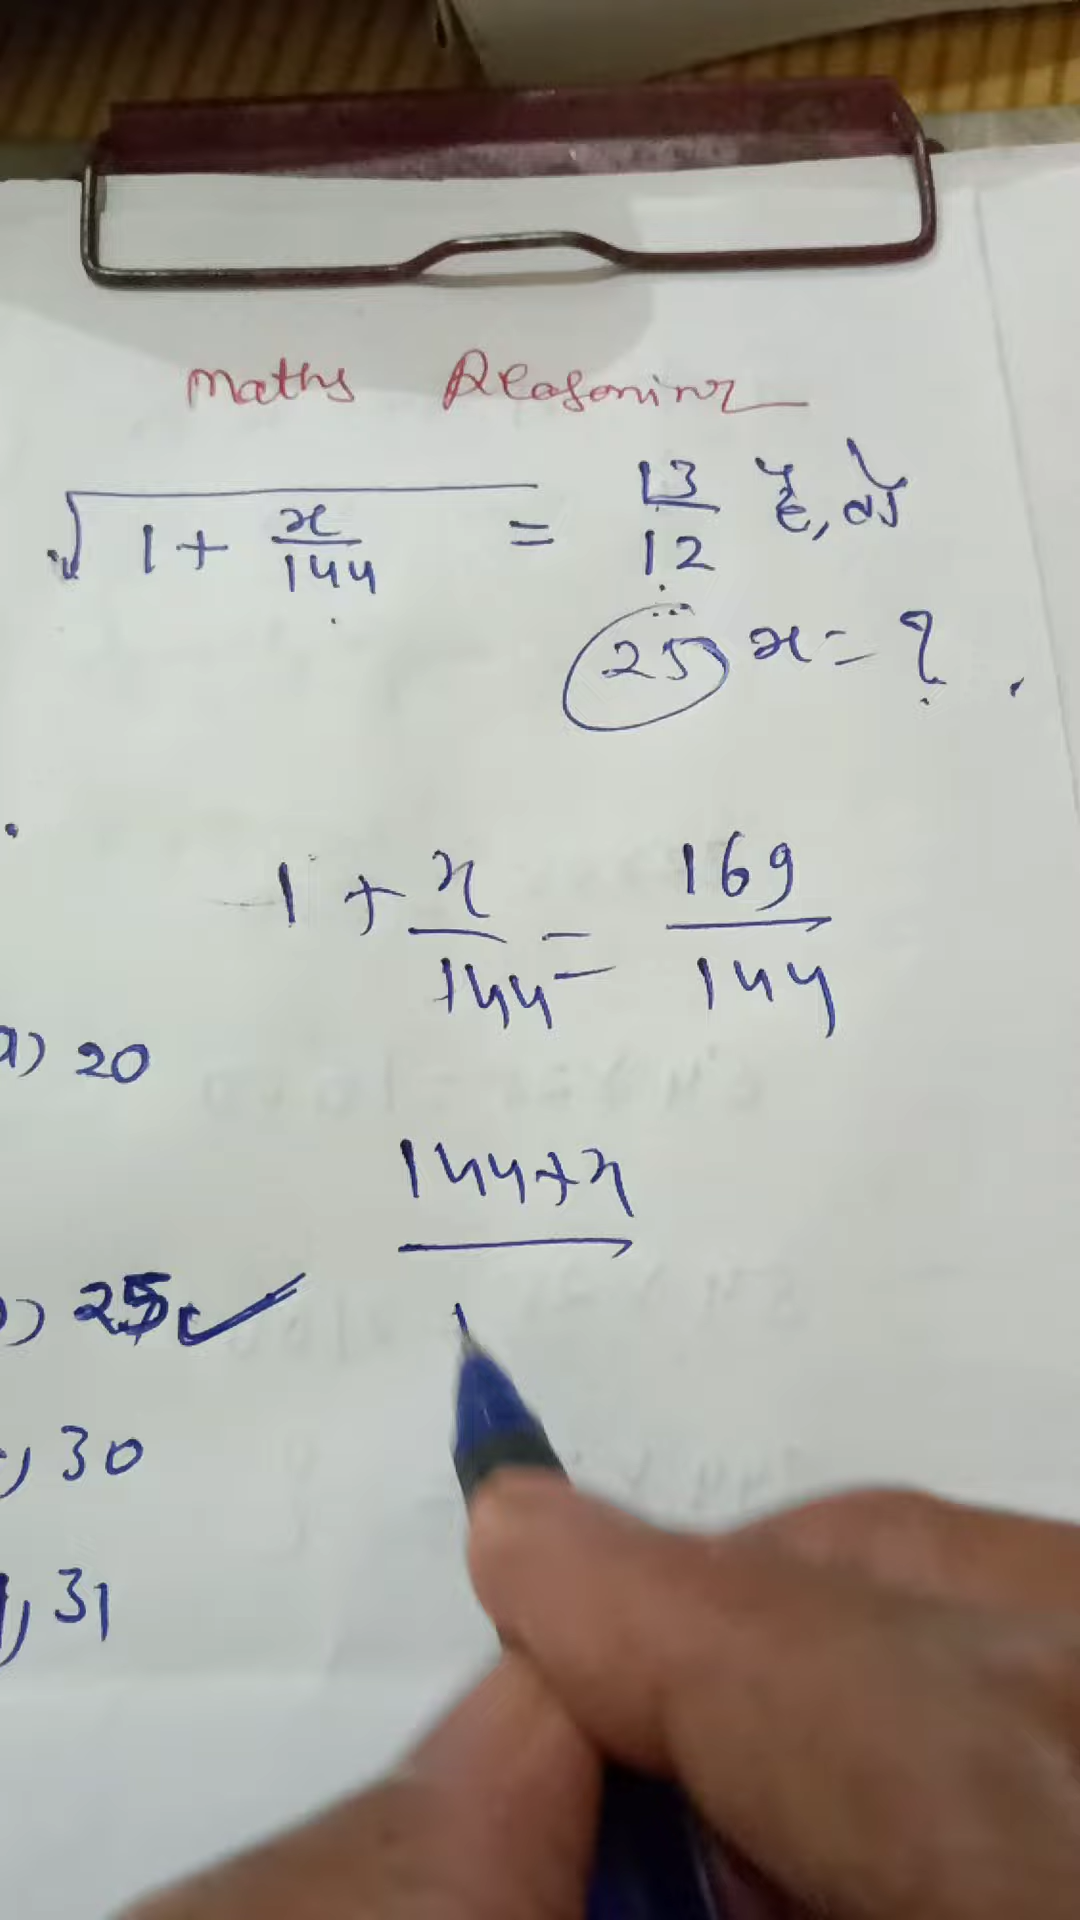 Maths Reasoning
√1 + x/144 = 13/12 है, तो
25 x = ?
1 + x/144 = 169/144
a) 20
144+x
) 25 ✓
) 30
) 31